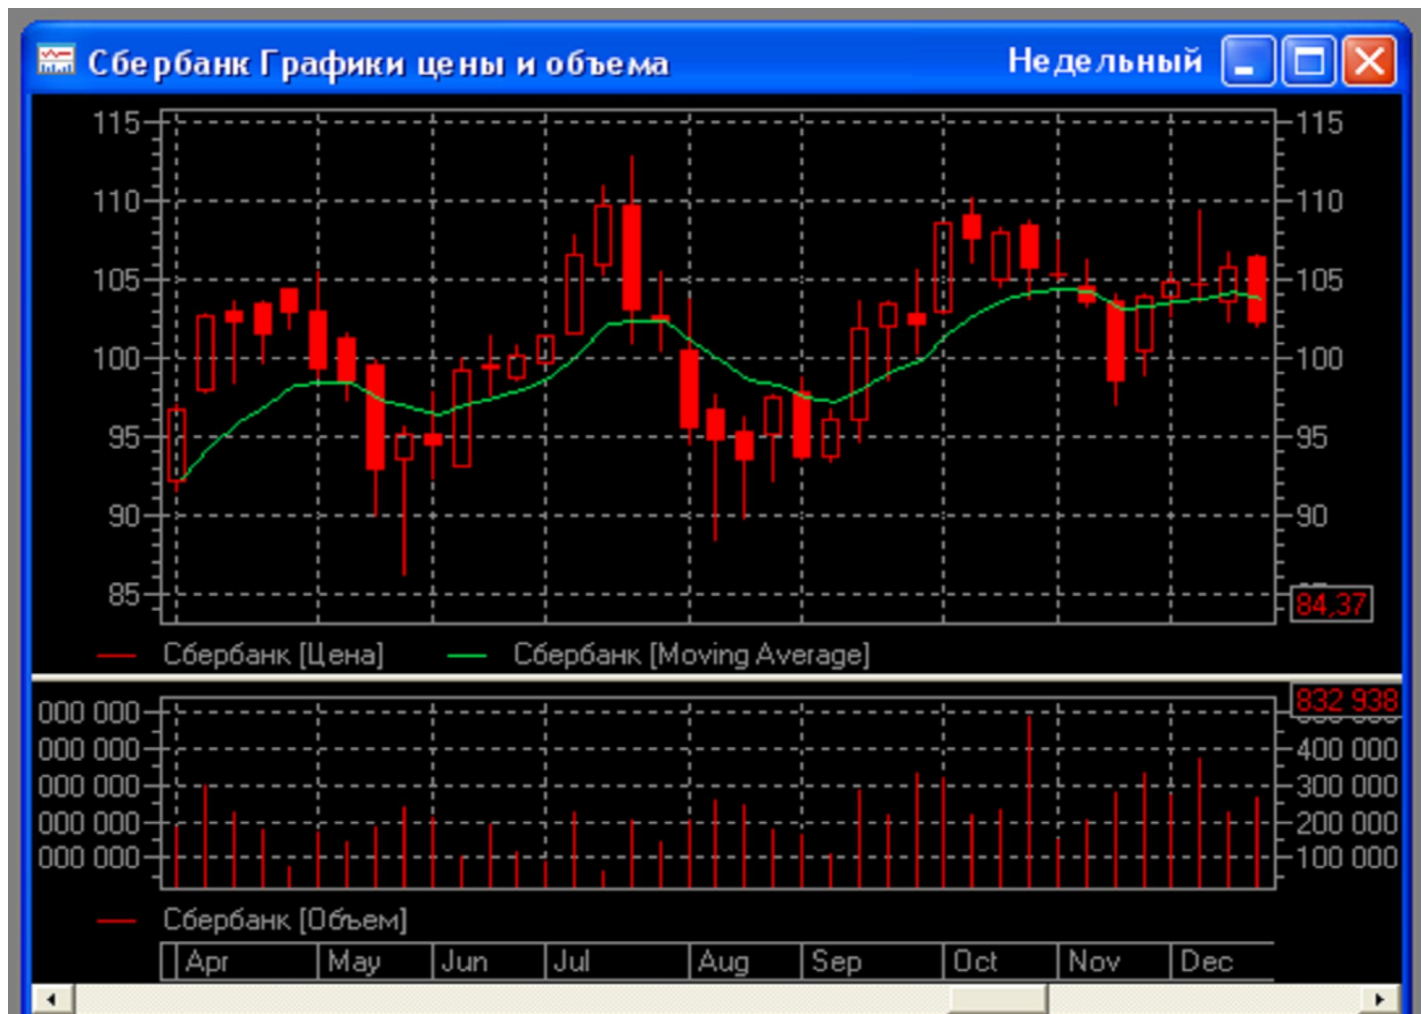 Сбербанк Графики цены и объема Недельный
115 115
110 110
105 105
100 100
95 95
90 90
85
84,37
Сбербанк [Цена] Сбербанк [Moving Average]
832 938
000 000
000 000 400 000
000 000 300 000
000 000 200 000
000 000 100 000
Сбербанк [Объем]
Apr May Jun Jul Aug Sep Oct Nov Dec